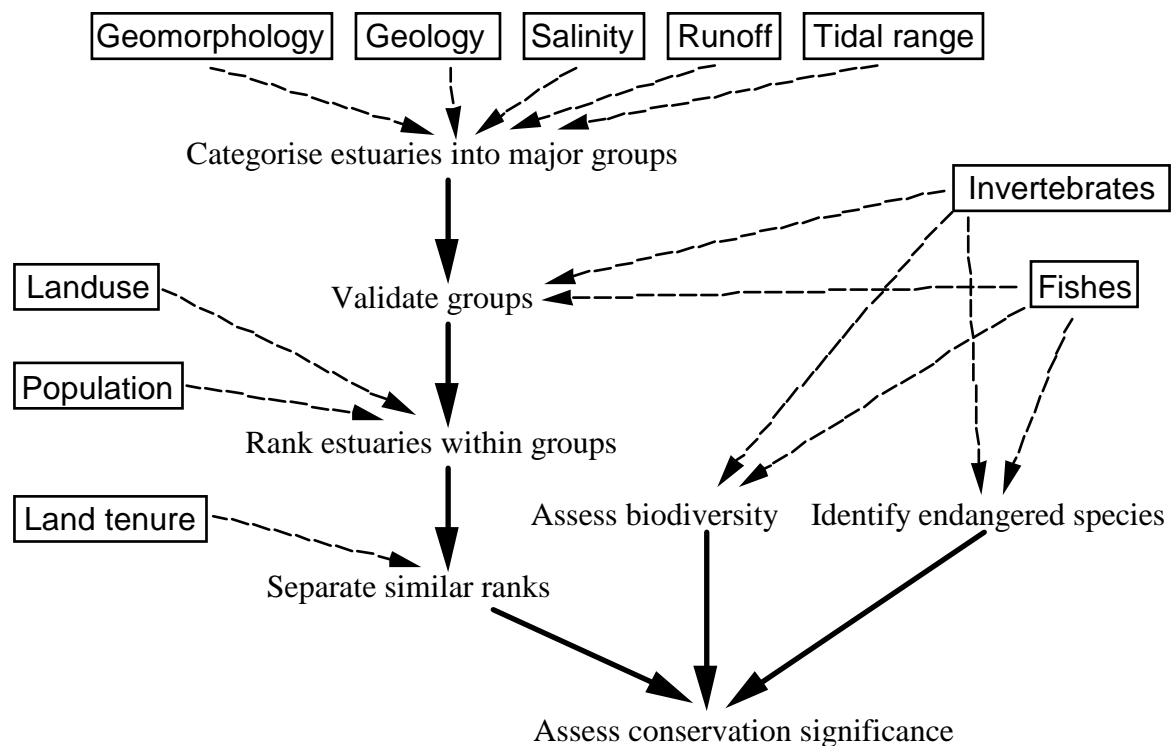 Geomorphology
Geology
Salinity
Runoff
Tidal range
Categorise estuaries into major groups
Invertebrates
Landuse
Validate groups
Fishes
Population
Rank estuaries within groups
Land tenure
Assess biodiversity
Identify endangered species
Separate similar ranks
Assess conservation significance